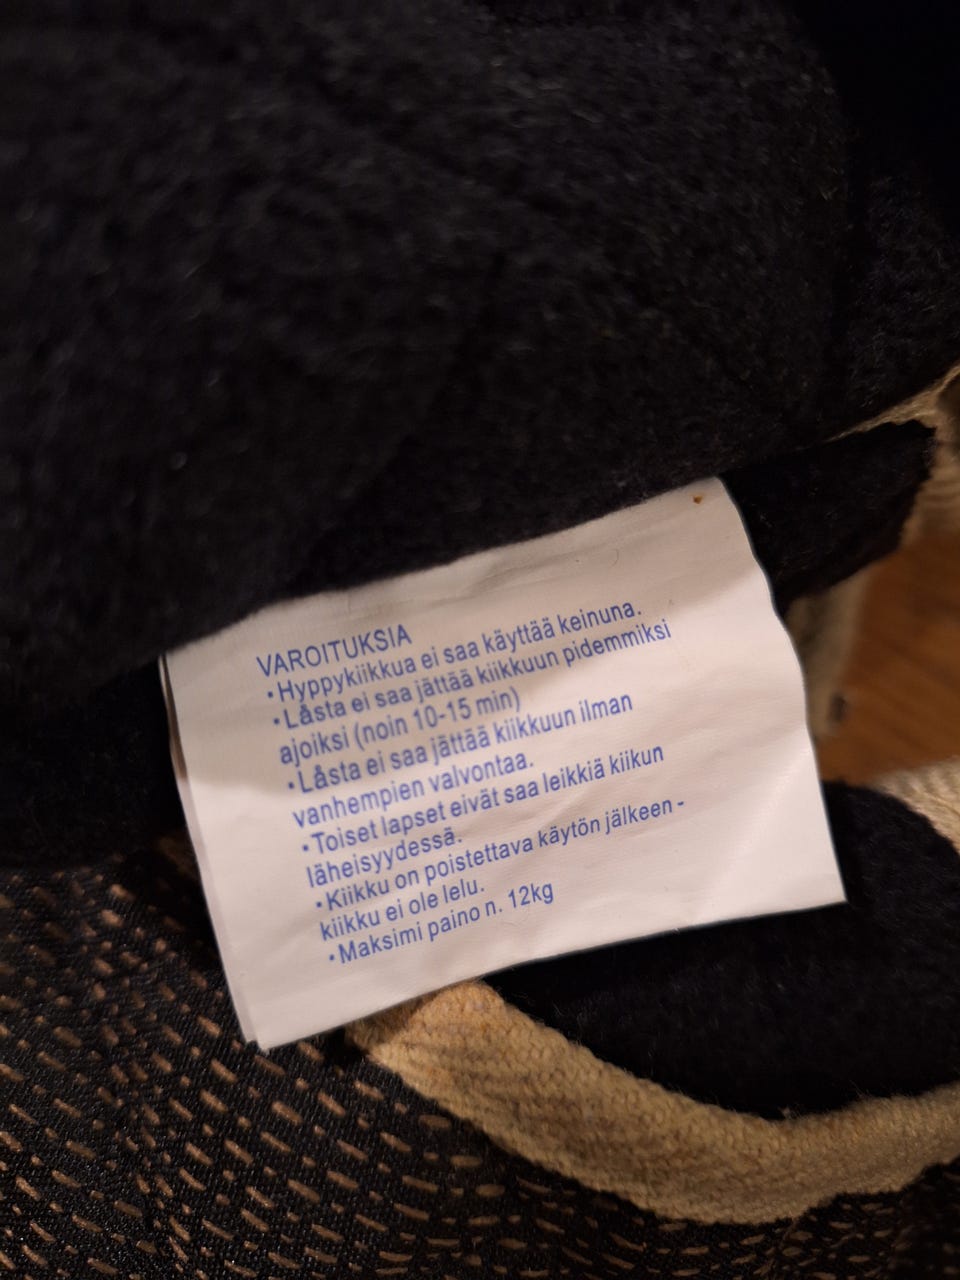 VAROITUKSIA
•Hyppykiikkua ei saa käyttää keinuna.
•Låsta ei saa jättää kiikkuun pidemmiksi
ajoiksi (noin 10-15 min)
•Låsta ei saa jättää kiikkuun ilman
vanhempien valvontaa.
•Toiset lapset eivät saa leikkiä kiikun
läheisyydessä.
•Kiikku on poistettava käytön jälkeen -
kiikku ei ole lelu.
•Maksimi paino n. 12kg